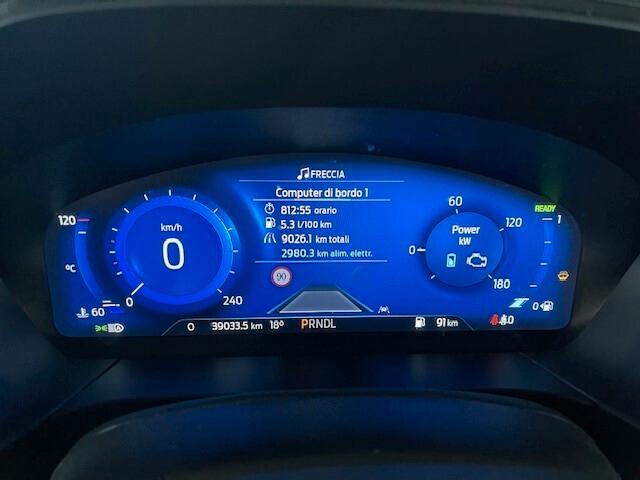 FRECCIA
Computer di bordo 1
812:55 orario
5.3 l/100 km
9026.1 km totali
2980.3 km alim. elettr.
90
120
°C
60
km/h
0
0
240
Power
kW
0
60
120
180
READY
1
0
0
39033.5 km
18°
PRNDL
91 km